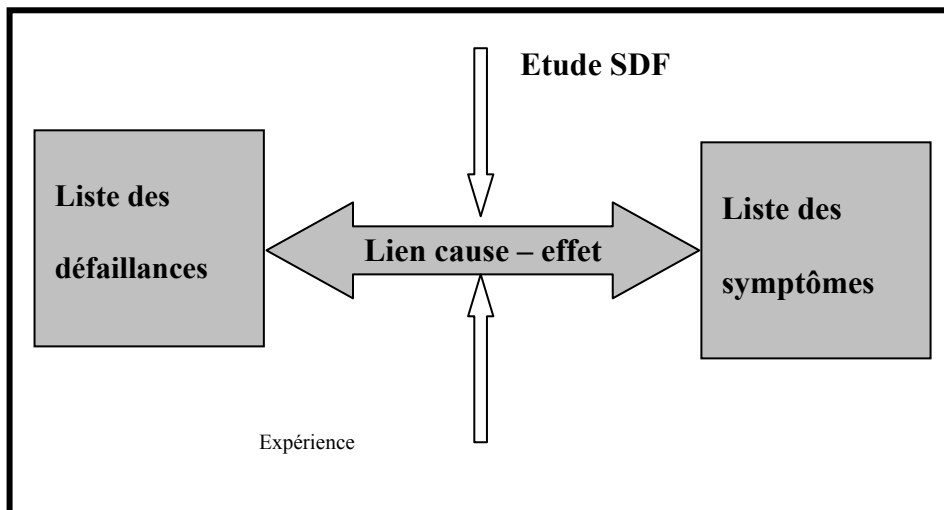 Etude SDF
Liste des
défaillances
Lien cause – effet
Liste des
symptômes
Expérience